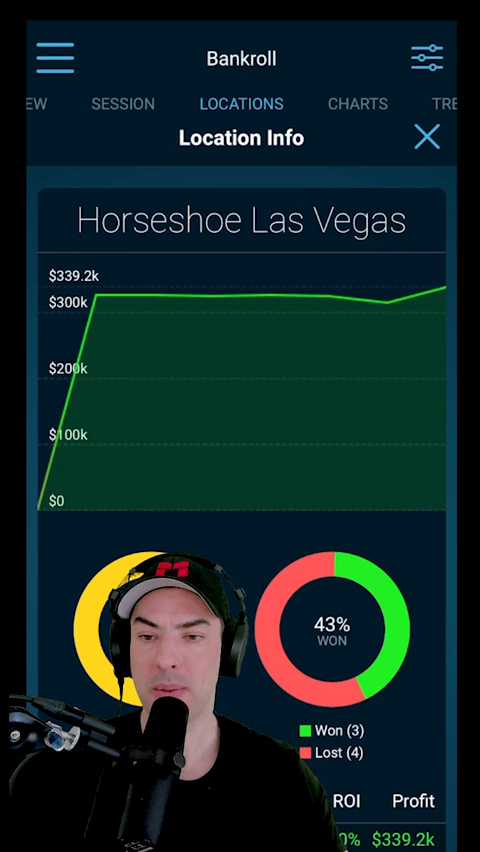 Bankroll
EW SESSION LOCATIONS CHARTS TRE
Location Info
Horseshoe Las Vegas
$339.2k
$300k
$200k
$100k
$0
43%
WON
Won (3)
Lost (4)
ROI Profit
0% $339.2k